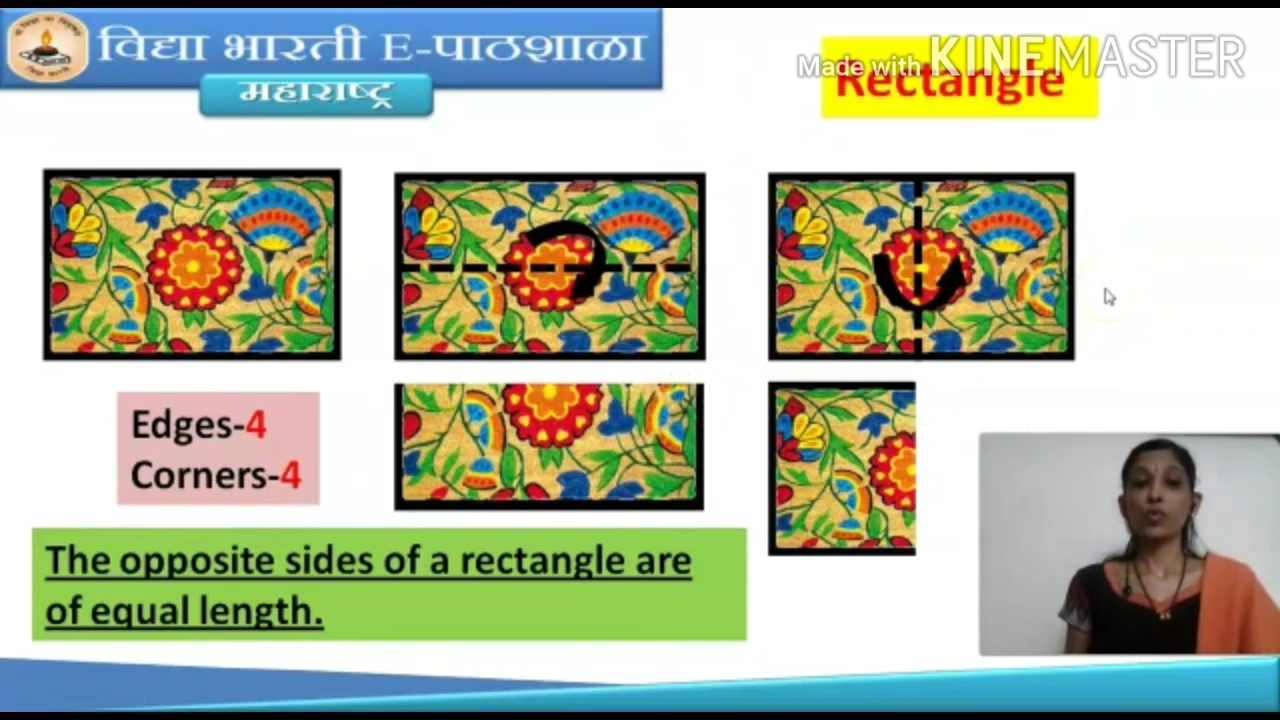 विद्या भारती E-पाठशाळा
महाराष्ट्र
Made with KINEMASTER
Rectangle
Edges-4
Corners-4
The opposite sides of a rectangle are
of equal length.